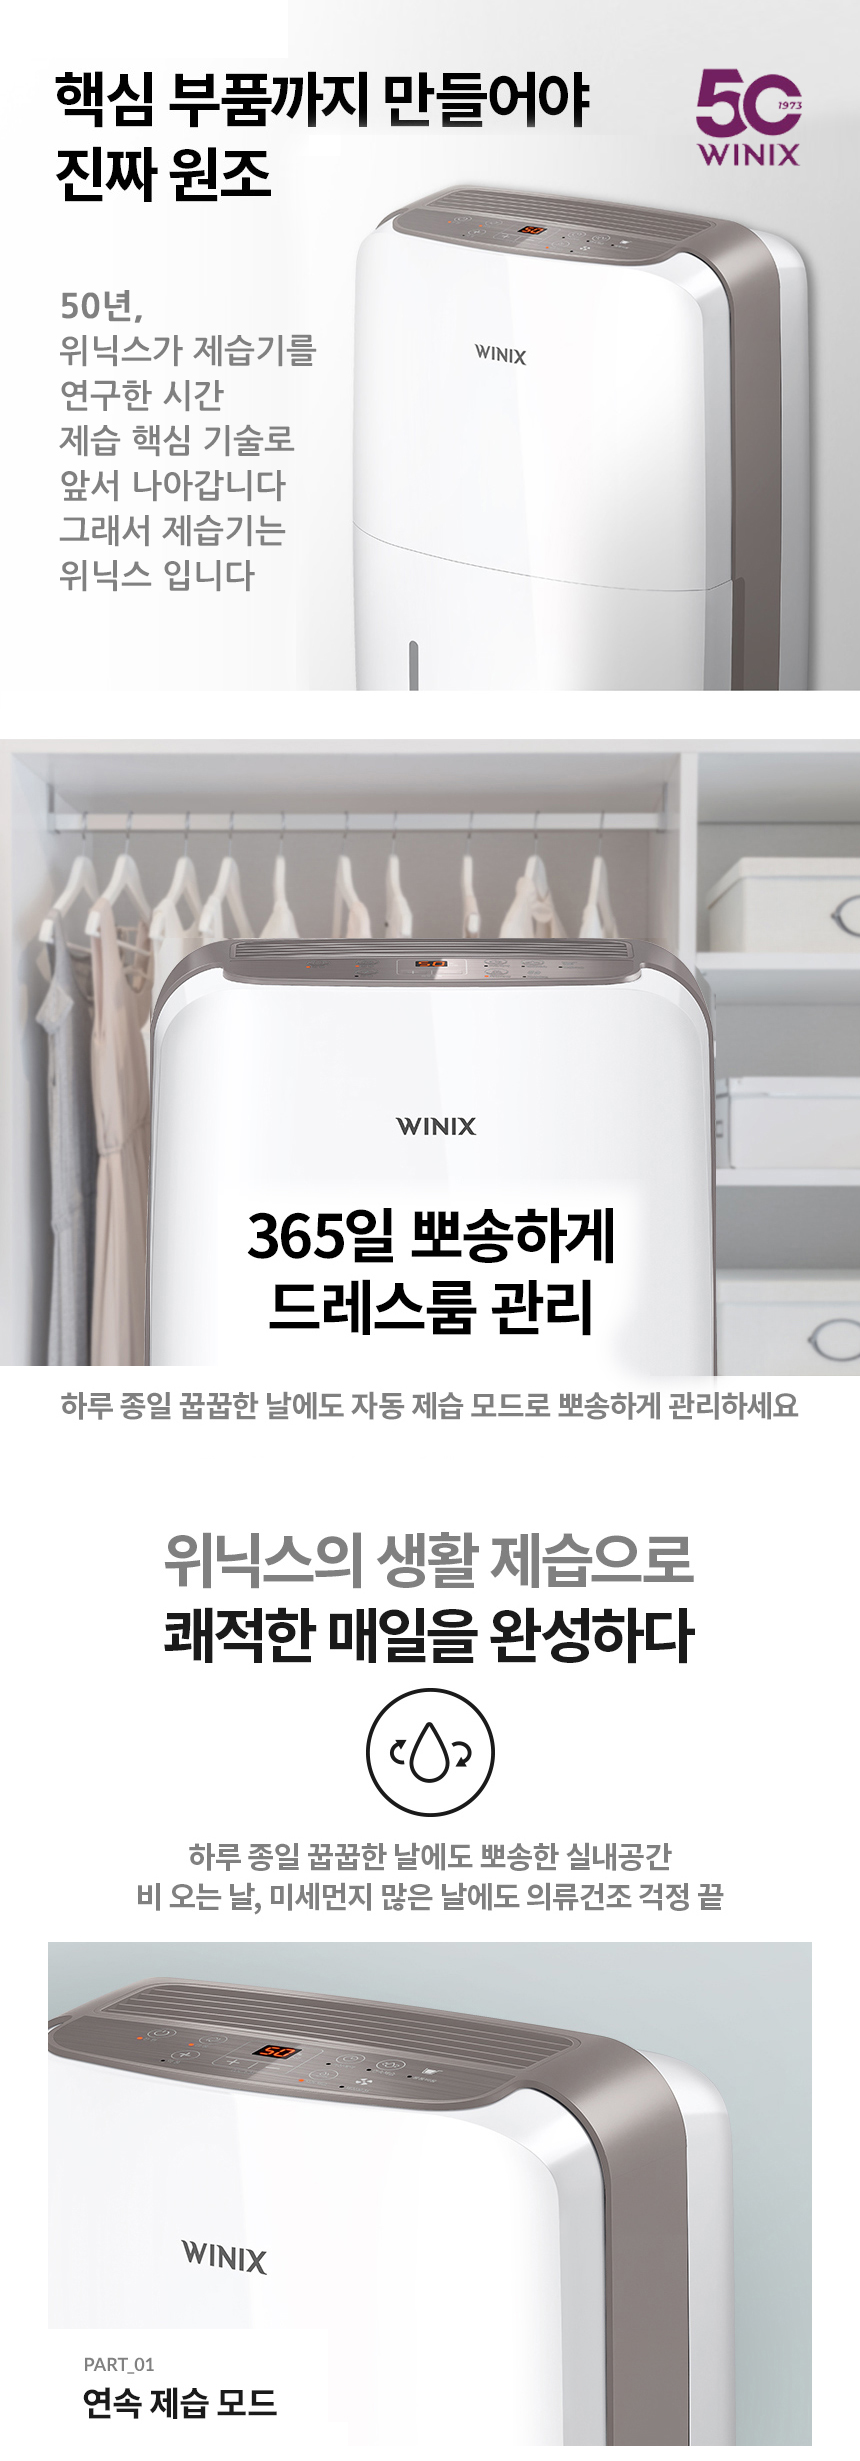 핵심 부품까지 만들어야
진짜 원조
1973
WINIX
50년,
위닉스가 제습기를
연구한 시간
제습 핵심 기술로
앞서 나아갑니다
그래서 제습기는
위닉스 입니다
50
WINIX
50
WINIX
365일 뽀송하게
드레스룸 관리
하루 종일 꿉꿉한 날에도 자동 제습 모드로 뽀송하게 관리하세요
위닉스의 생활 제습으로
쾌적한 매일을 완성하다
하루 종일 꿉꿉한 날에도 뽀송한 실내공간
비 오는 날, 미세먼지 많은 날에도 의류건조 걱정 끝
50
WINIX
PART_01
연속 제습 모드